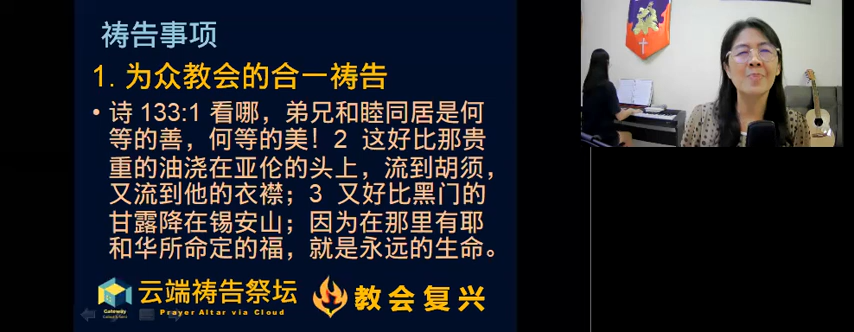 祷告事项
1. 为众教会的合一祷告
• 诗 133:1 看哪，弟兄和睦同居是何
等的善，何等的美！2 这好比那贵
重的油浇在亚伦的头上，流到胡须，
又流到他的衣襟；3 又好比黑门的
甘露降在锡安山；因为在那里有耶
和华所命定的福，就是永远的生命。
云端祷告祭坛
Prayer Altar via Cloud
Gateway
教会复兴